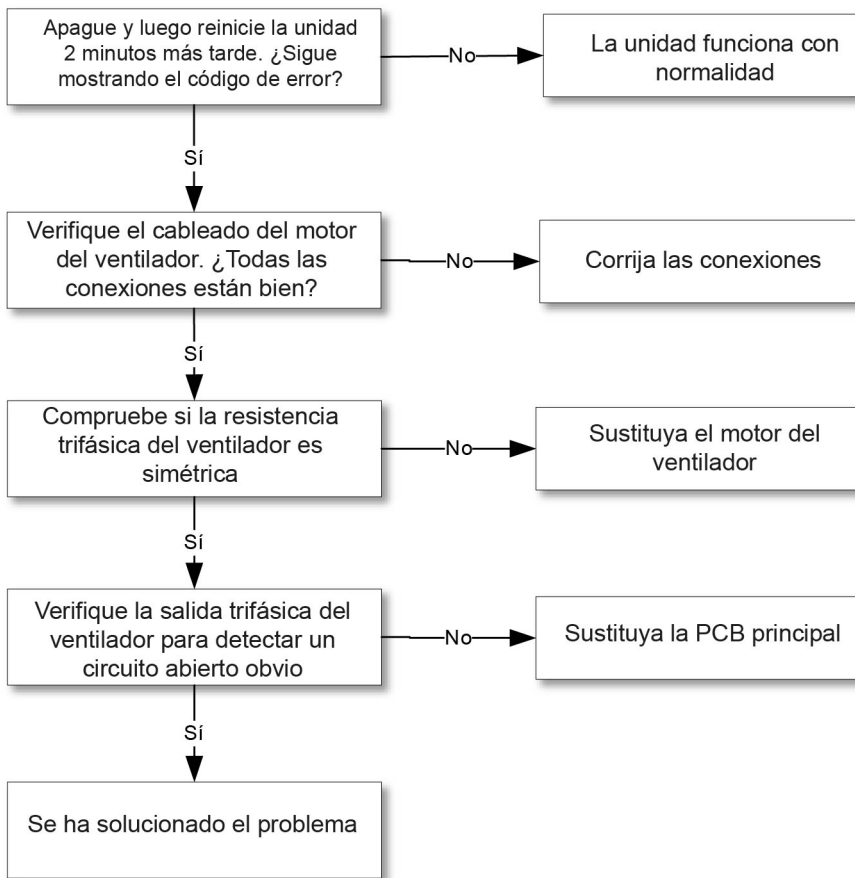 Apague y luego reinicie la unidad
2 minutos más tarde. ¿Sigue
mostrando el código de error?
No
La unidad funciona con
normalidad
Sí
Verifique el cableado del motor
del ventilador. ¿Todas las
conexiones están bien?
No
Corrija las conexiones
Sí
Compruebe si la resistencia
trifásica del ventilador es
simétrica
No
Sustituya el motor del
ventilador
Sí
Verifique la salida trifásica del
ventilador para detectar un
circuito abierto obvio
No
Sustituya la PCB principal
Sí
Se ha solucionado el problema